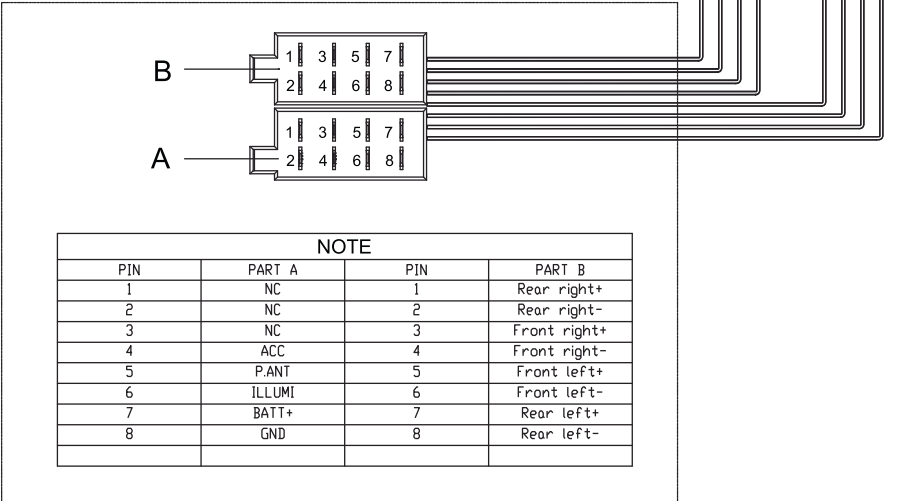 B
1 3 5 7
2 4 6 8
1 3 5 7
A
2 4 6 8
NOTE
PIN PART A PIN PART B
1 NC 1 Rear right+
2 NC 2 Rear right-
3 NC 3 Front right+
4 ACC 4 Front right-
5 P.ANT 5 Front left+
6 ILLUMI 6 Front left-
7 BATT+ 7 Rear left+
8 GND 8 Rear left-